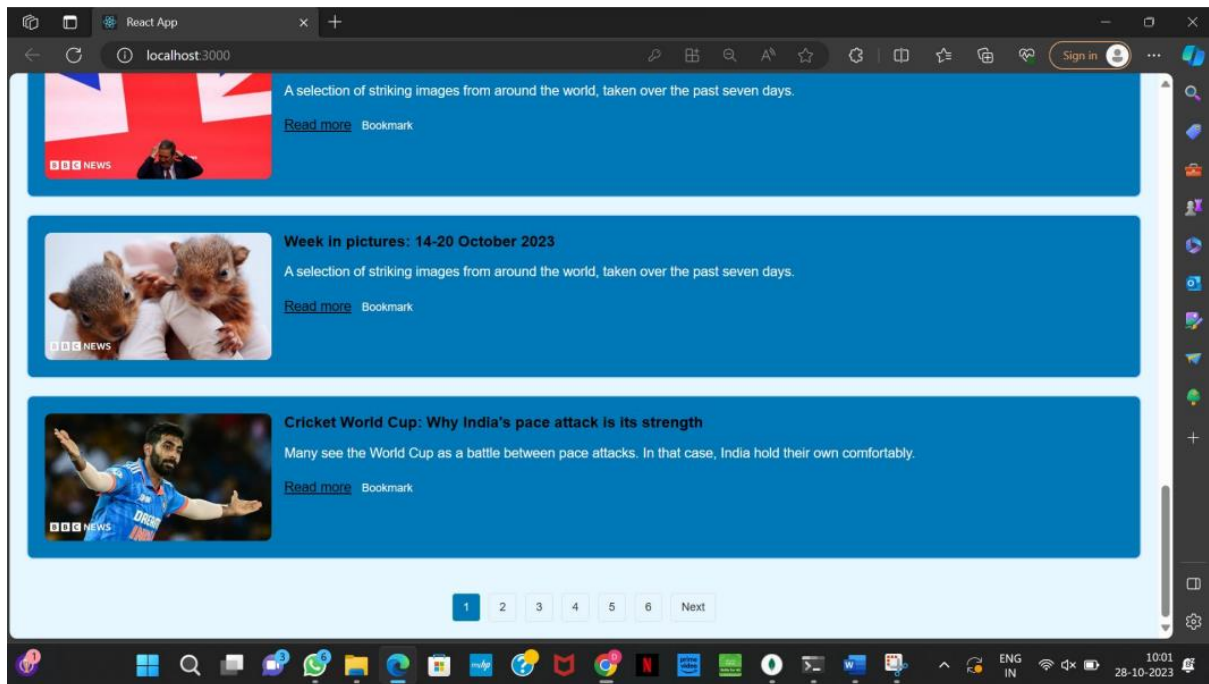 React App
localhost:3000
Sign in
A selection of striking images from around the world, taken over the past seven days.
Read more Bookmark
BBC NEWS
Week in pictures: 14-20 October 2023
A selection of striking images from around the world, taken over the past seven days.
Read more Bookmark
BBC NEWS
Cricket World Cup: Why India's pace attack is its strength
Many see the World Cup as a battle between pace attacks. In that case, India hold their own comfortably.
Read more Bookmark
DREAM
INDIA
BBC NEWS
1 2 3 4 5 6 Next
ENG
IN
10:01
28-10-2023